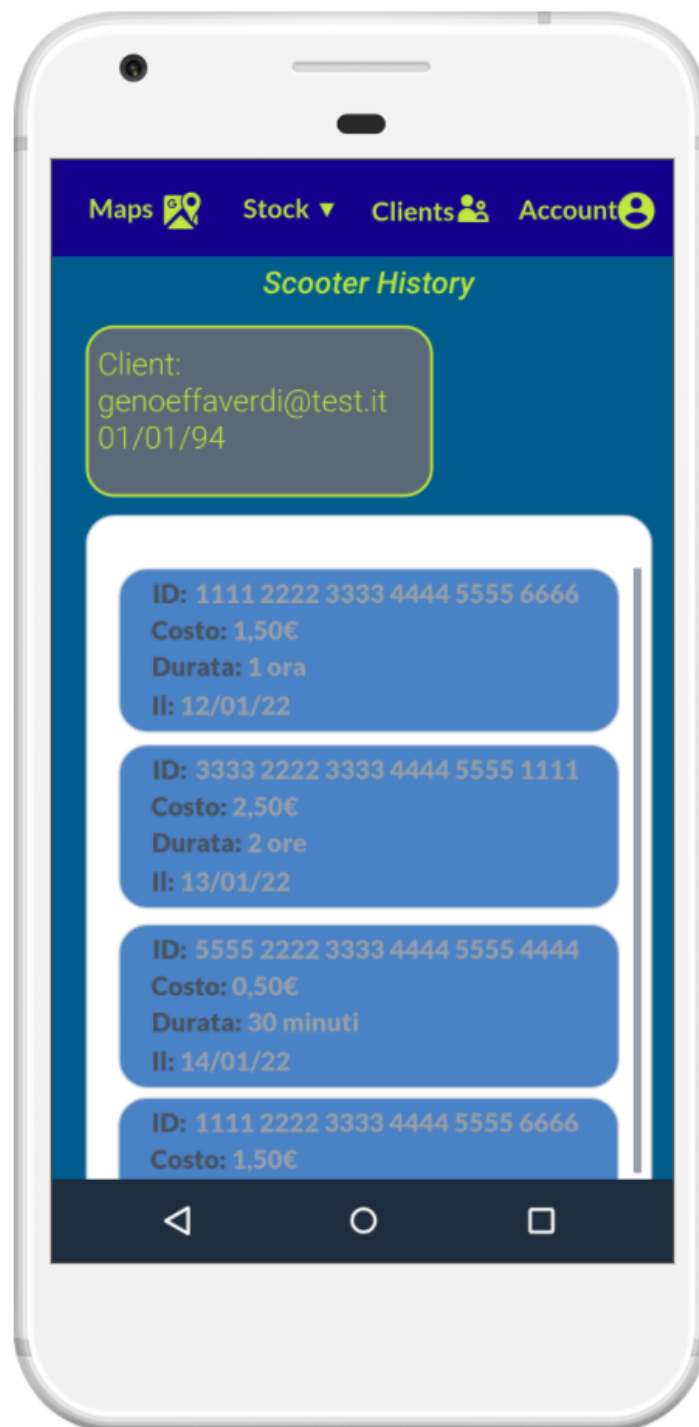 Maps Stock ▼ Clients Account
Scooter History
Client:
genoeffaverdi@test.it
01/01/94
ID: 1111 2222 3333 4444 5555 6666
Costo: 1,50€
Durata: 1 ora
Il: 12/01/22
ID: 3333 2222 3333 4444 5555 1111
Costo: 2,50€
Durata: 2 ore
Il: 13/01/22
ID: 5555 2222 3333 4444 5555 4444
Costo: 0,50€
Durata: 30 minuti
Il: 14/01/22
ID: 1111 2222 3333 4444 5555 6666
Costo: 1,50€